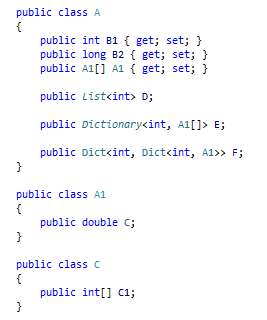 public class A
{
    public int B1 { get; set; }
    public long B2 { get; set; }
    public A1[] A1 { get; set; }

    public List<int> D;

    public Dictionary<int, A1[]> E;

    public Dict<int, Dict<int, A1>> F;
}

public class A1
{
    public double C;
}

public class C
{
    public int[] C1;
}